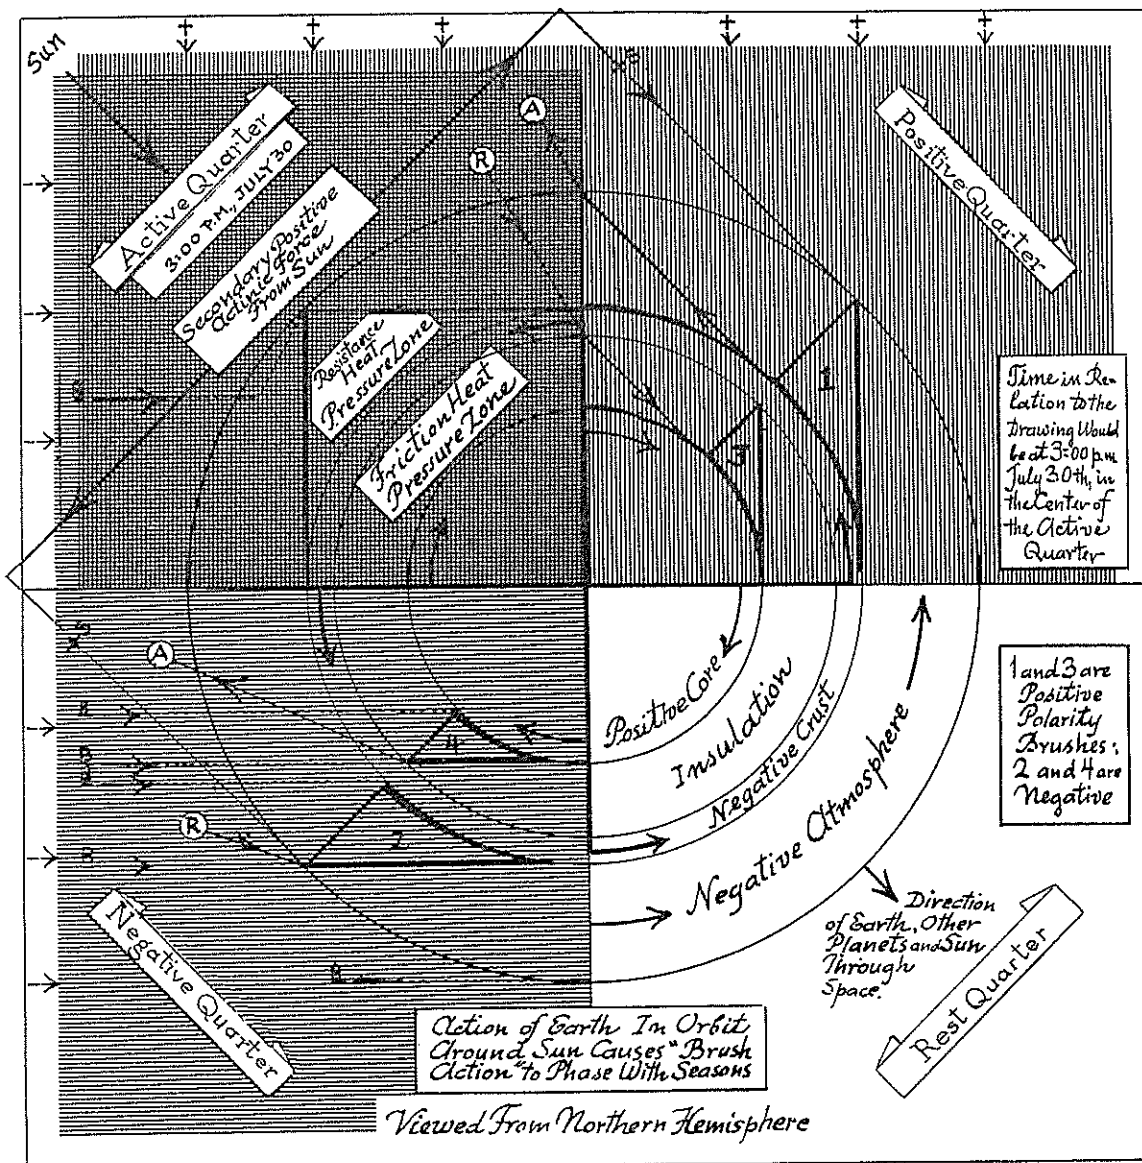 + + + + + +
Sun
A
R
Active Quarter
3:00 P.M., JULY 30
Secondary Positive
Actinic Force
From Sun
Positive Quarter
Resistance
Heat
Pressure Zone
Friction Heat
Pressure Zone
1
3
Time in Re-
lation to the
Drawing Would
be at 3:00 p.m.
July 30th, in
the Center of
the Active
Quarter
A
4
R
2
Positive Core
Insulation
Negative Crust
Negative Atmosphere
1 and 3 are
Positive
Polarity
Brushes;
2 and 4 are
Negative
Direction
of Earth, Other
Planets and Sun
Through
Space.
Negative Quarter
Rest Quarter
Action of Earth In Orbit
Around Sun Causes "Brush
Action" to Phase With Seasons
Viewed From Northern Hemisphere